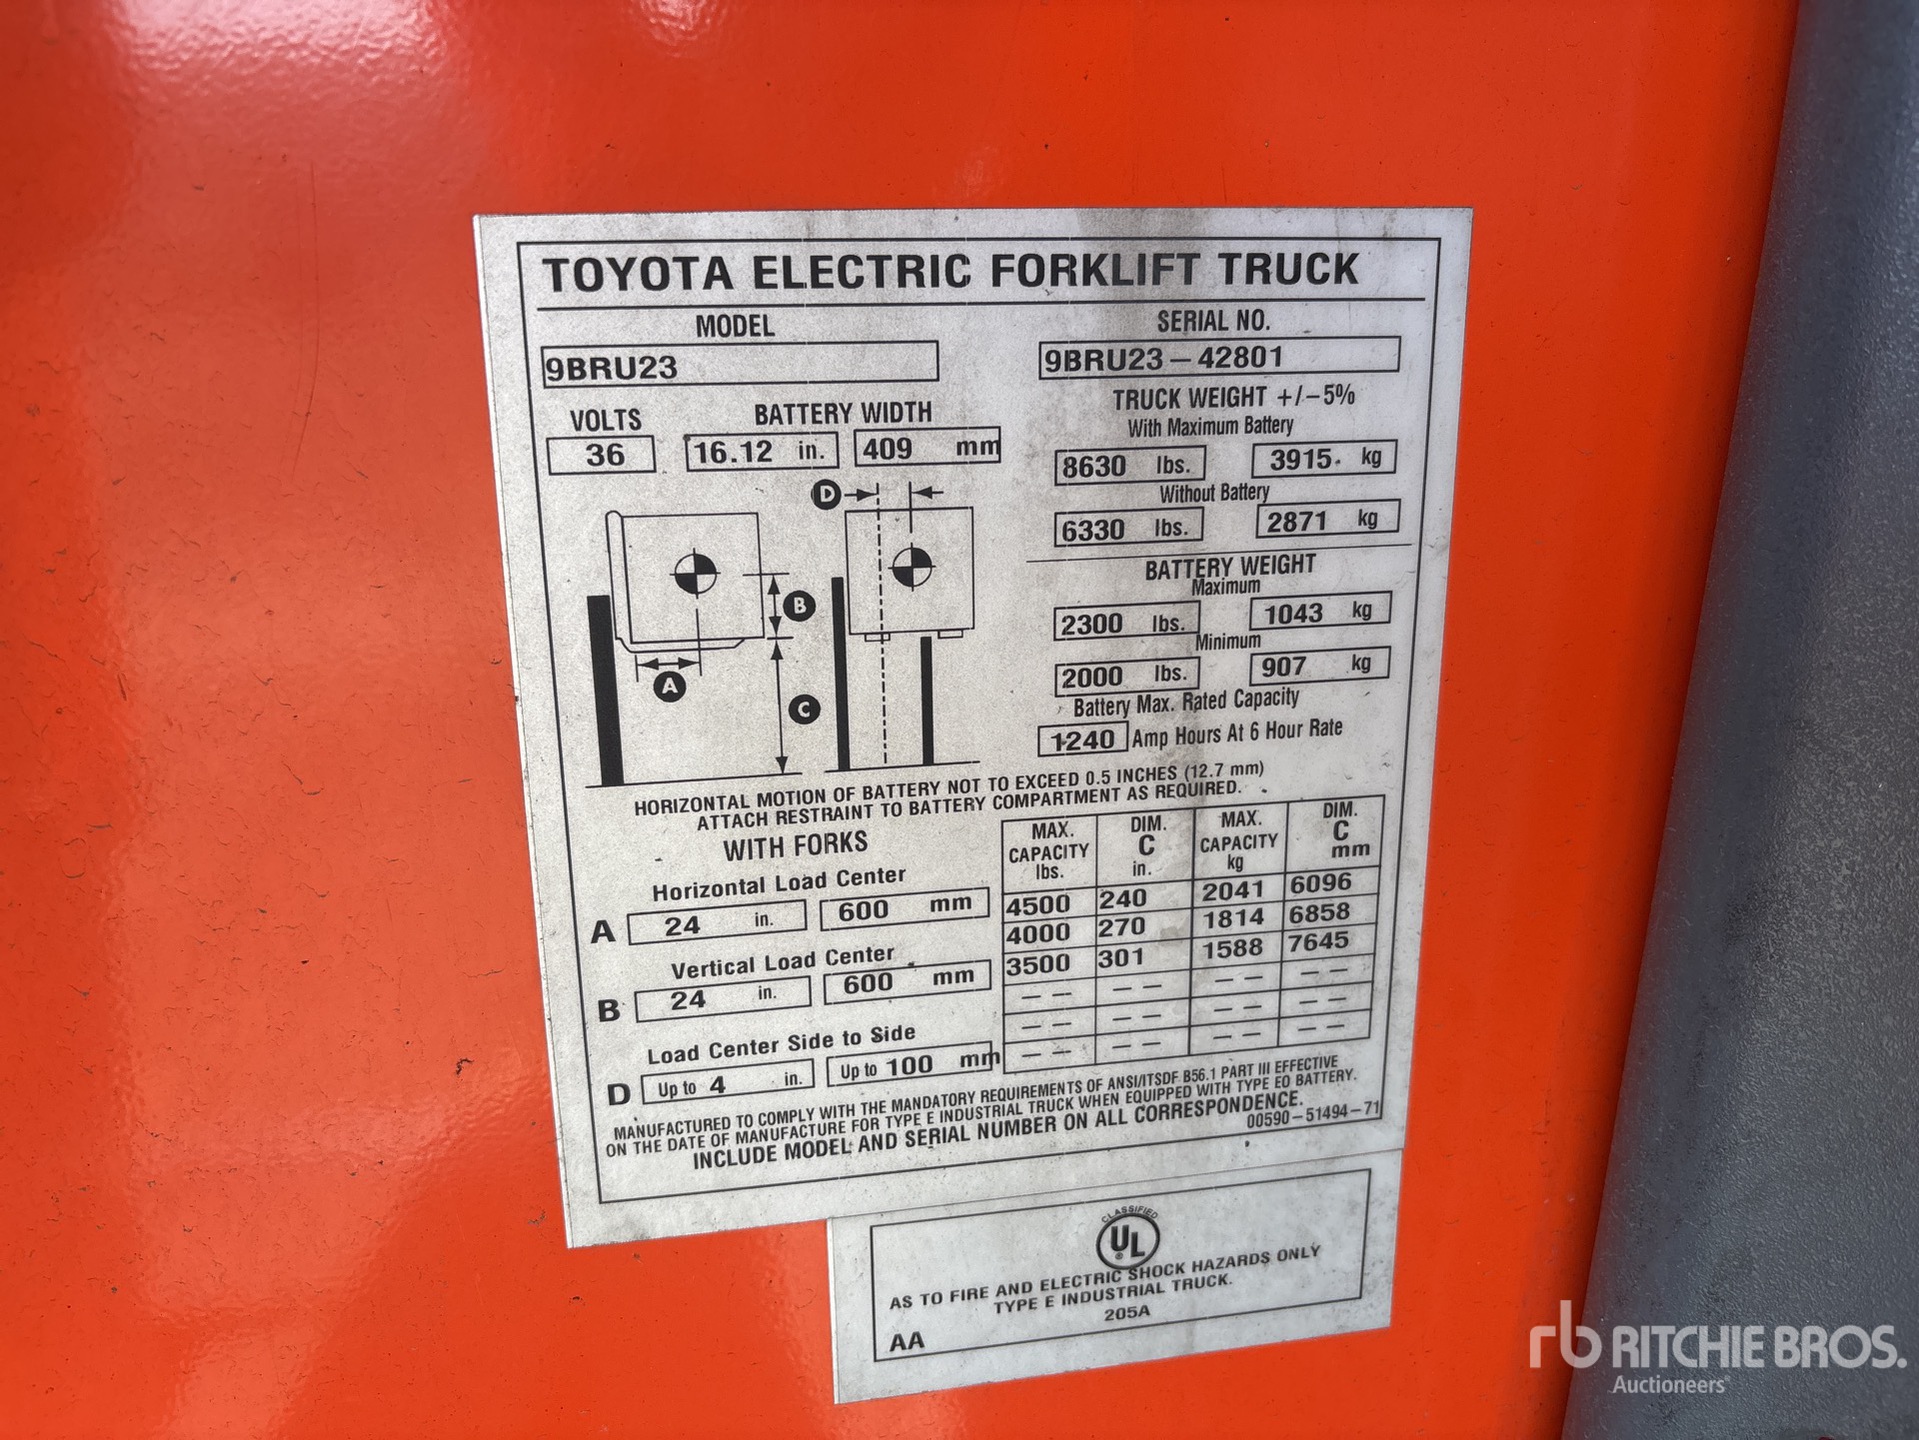 TOYOTA ELECTRIC FORKLIFT TRUCK
MODEL
9BRU23
SERIAL NO.
9BRU23-42801
VOLTS
36
BATTERY WIDTH
16.12 in. 409 mm
TRUCK WEIGHT +/-5%
With Maximum Battery
8630 lbs. 3915 kg
Without Battery
6330 lbs. 2871 kg
BATTERY WEIGHT
Maximum
2300 lbs. 1043 kg
Minimum
2000 lbs. 907 kg
Battery Max. Rated Capacity
1240 Amp Hours At 6 Hour Rate
D
B
A
C
HORIZONTAL MOTION OF BATTERY NOT TO EXCEED 0.5 INCHES (12.7 mm)
ATTACH RESTRAINT TO BATTERY COMPARTMENT AS REQUIRED.
WITH FORKS
Horizontal Load Center
A 24 in. 600 mm
Vertical Load Center
B 24 in. 600 mm
Load Center Side to Side
D Up to 4 in. Up to 100 mm
MAX. CAPACITY lbs. DIM. C in. MAX. CAPACITY kg DIM. C mm
4500 240 2041 6096
4000 270 1814 6858
3500 301 1588 7645
-- -- -- --
-- -- -- --
-- -- -- --
MANUFACTURED TO COMPLY WITH THE MANDATORY REQUIREMENTS OF ANSI/ITSDF B56.1 PART III EFFECTIVE
ON THE DATE OF MANUFACTURE FOR TYPE E INDUSTRIAL TRUCK WHEN EQUIPPED WITH TYPE EO BATTERY.
INCLUDE MODEL AND SERIAL NUMBER ON ALL CORRESPONDENCE.
00590-51494-71
CLASSIFIED
UL
®
AS TO FIRE AND ELECTRIC SHOCK HAZARDS ONLY
TYPE E INDUSTRIAL TRUCK.
205A
AA
rb RITCHIE BROS.
Auctioneers